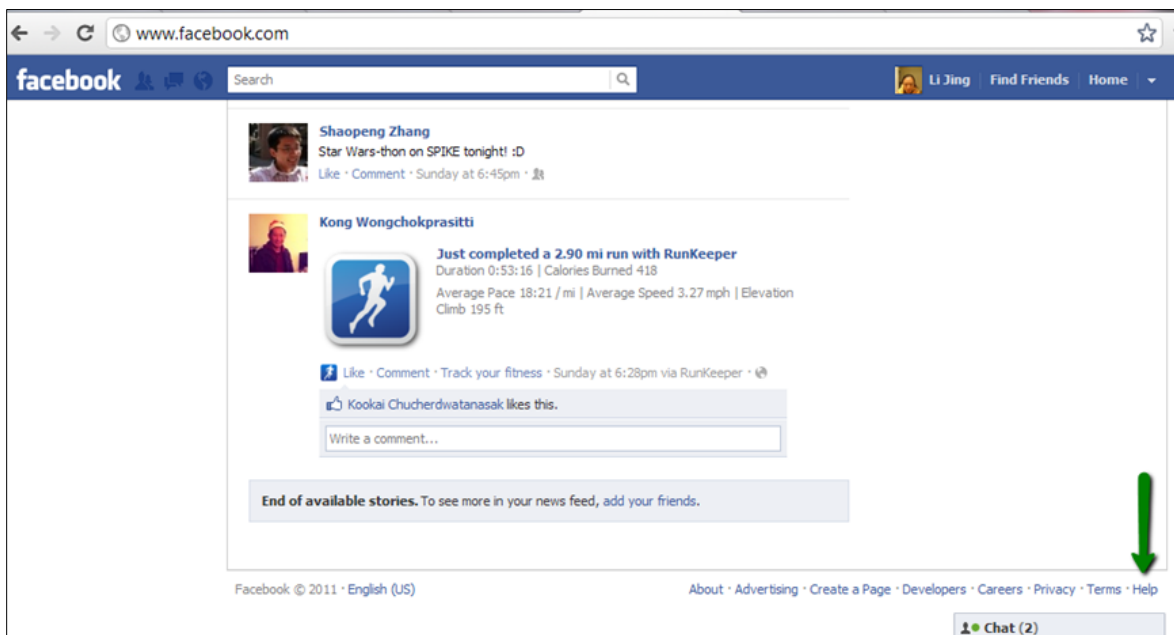 www.facebook.com
facebook
Search
Li Jing
Find Friends
Home
Shaopeng Zhang
Star Wars-thon on SPIKE tonight! :D
Like · Comment · Sunday at 6:45pm ·
Kong Wongchokprasitti
Just completed a 2.90 mi run with RunKeeper
Duration 0:53:16 | Calories Burned 418
Average Pace 18:21 / mi | Average Speed 3.27 mph | Elevation
Climb 195 ft
Like · Comment · Track your fitness · Sunday at 6:28pm via RunKeeper ·
Kookai Chucherdwatanasak likes this.
Write a comment...
End of available stories. To see more in your news feed, add your friends.
Facebook © 2011 · English (US)
About · Advertising · Create a Page · Developers · Careers · Privacy · Terms · Help
Chat (2)